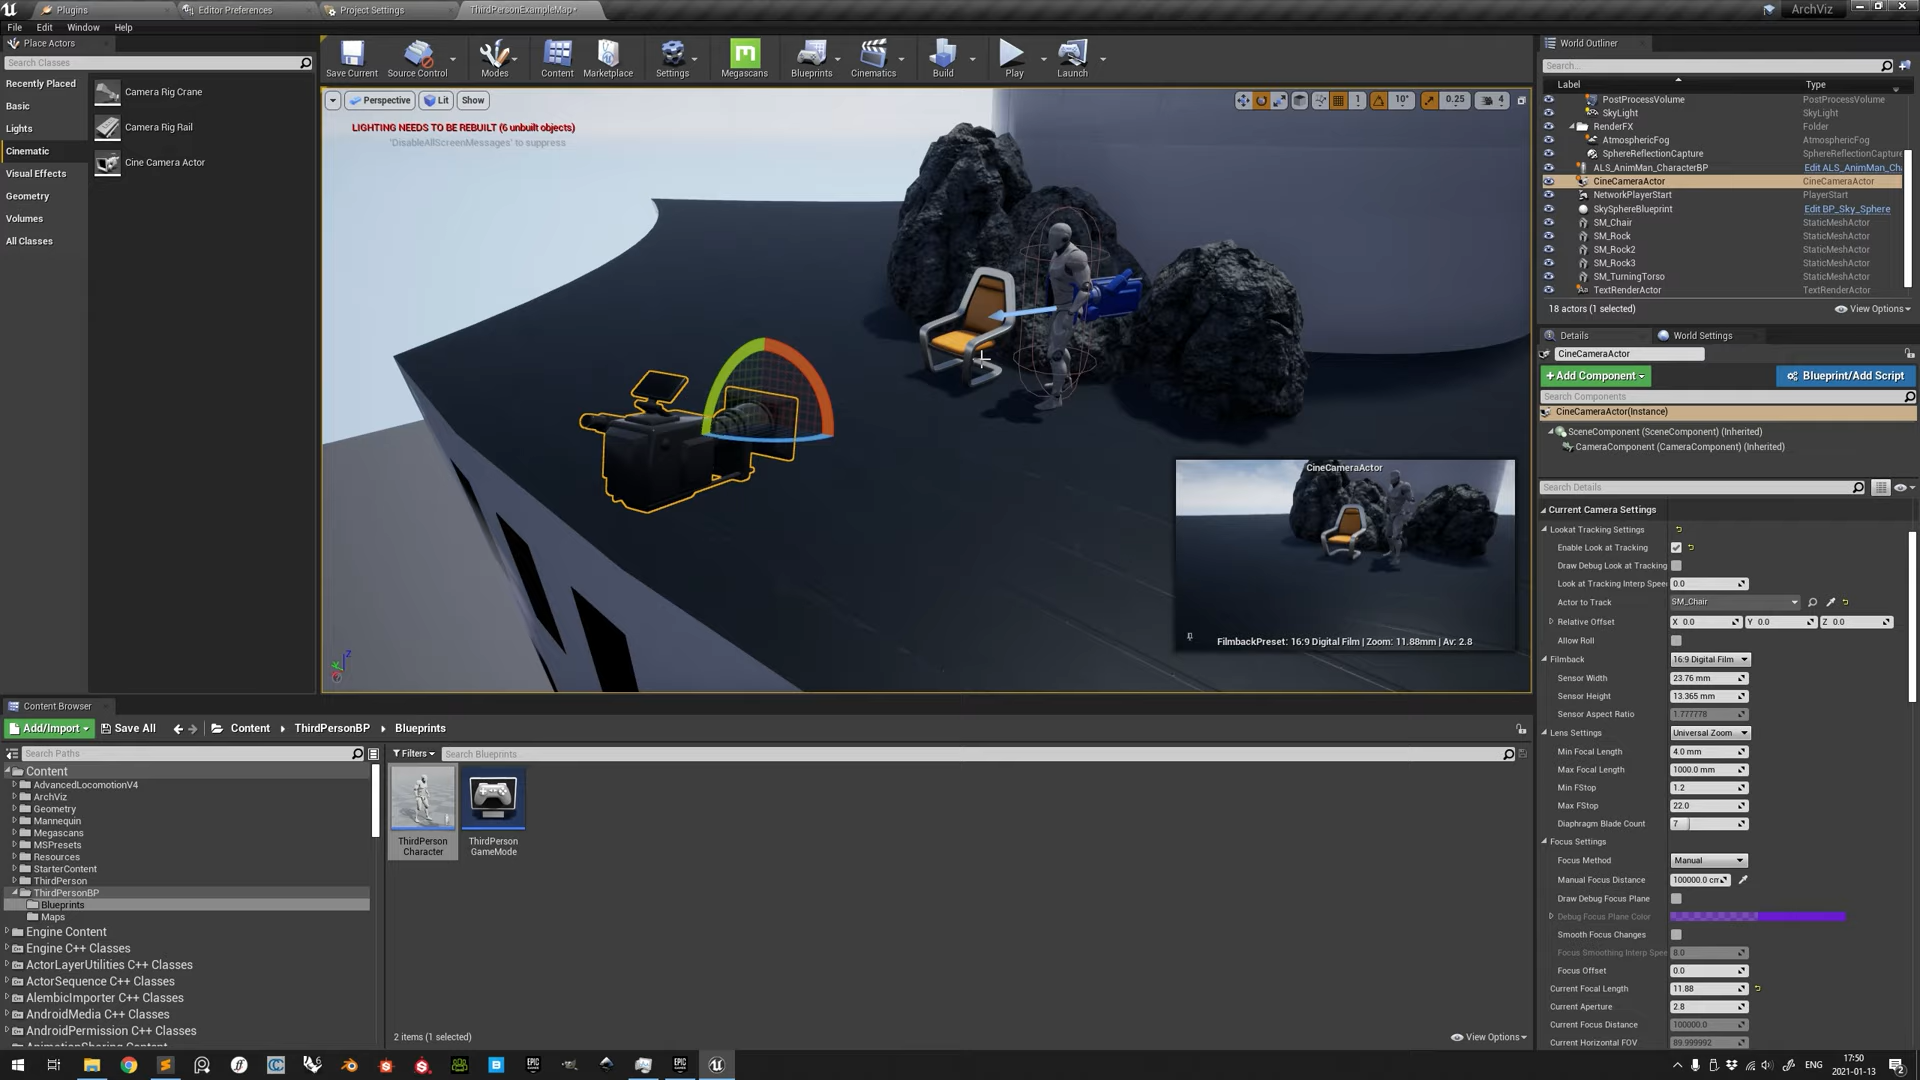 Plugins
Editor Preferences
Project Settings
ThirdPersonExampleMap*
ArchViz
File
Edit
Window
Help
Place Actors
Search Classes
Recently Placed
Basic
Lights
Cinematic
Visual Effects
Geometry
Volumes
All Classes
Camera Rig Crane
Camera Rig Rail
Cine Camera Actor
Save Current
Source Control
Modes
Content
Marketplace
Settings
Megascans
Blueprints
Cinematics
Build
Play
Launch
Perspective
Lit
Show
1
10°
0.25
4
LIGHTING NEEDS TO BE REBUILT (6 unbuilt objects)
'DisableAllScreenMessages' to suppress
CineCameraActor
FilmbackPreset: 16:9 Digital Film | Zoom: 11.88mm | Av: 2.8
World Outliner
Search...
Label
Type
PostProcessVolume
PostProcessVolume
SkyLight
SkyLight
RenderFX
Folder
AtmosphericFog
AtmosphericFog
SphereReflectionCapture
SphereReflectionCapture
ALS_AnimMan_CharacterBP
Edit ALS_AnimMan_Ch
CineCameraActor
CineCameraActor
NetworkPlayerStart
PlayerStart
SkySphereBlueprint
Edit BP_Sky_Sphere
SM_Chair
StaticMeshActor
SM_Rock
StaticMeshActor
SM_Rock2
StaticMeshActor
SM_Rock3
StaticMeshActor
SM_TurningTorso
StaticMeshActor
TextRenderActor
TextRenderActor
18 actors (1 selected)
View Options
Details
World Settings
CineCameraActor
+ Add Component
Blueprint/Add Script
Search Components
CineCameraActor(Instance)
SceneComponent (SceneComponent) (Inherited)
CameraComponent (CameraComponent) (Inherited)
Search Details
Current Camera Settings
Lookat Tracking Settings
Enable Look at Tracking
Draw Debug Look at Tracking
Look at Tracking Interp Spee
0.0
Actor to Track
SM_Chair
Relative Offset
X 0.0
Y 0.0
Z 0.0
Allow Roll
Filmback
16:9 Digital Film
Sensor Width
23.76 mm
Sensor Height
13.365 mm
Sensor Aspect Ratio
1.777778
Lens Settings
Universal Zoom
Min Focal Length
4.0 mm
Max Focal Length
1000.0 mm
Min FStop
1.2
Max FStop
22.0
Diaphragm Blade Count
7
Focus Settings
Focus Method
Manual
Manual Focus Distance
100000.0 cm
Draw Debug Focus Plane
Debug Focus Plane Color
Smooth Focus Changes
Focus Smoothing Interp Spee
8.0
Focus Offset
0.0
Current Focal Length
11.88
Current Aperture
2.8
Current Focus Distance
100000.0
Current Horizontal FOV
89.999992
Content Browser
Add/Import
Save All
Content
ThirdPersonBP
Blueprints
Search Paths
Filters
Search Blueprints
Content
AdvancedLocomotionV4
ArchViz
Geometry
Mannequin
Megascans
MSPresets
Resources
StarterContent
ThirdPerson
ThirdPersonBP
Blueprints
Maps
Engine Content
Engine C++ Classes
ActorLayerUtilities C++ Classes
ActorSequence C++ Classes
AlembicImporter C++ Classes
AndroidMedia C++ Classes
AndroidPermission C++ Classes
AnimationSharing Content
ThirdPerson
Character
ThirdPerson
GameMode
2 items (1 selected)
View Options
ENG
17:50
2021-01-13